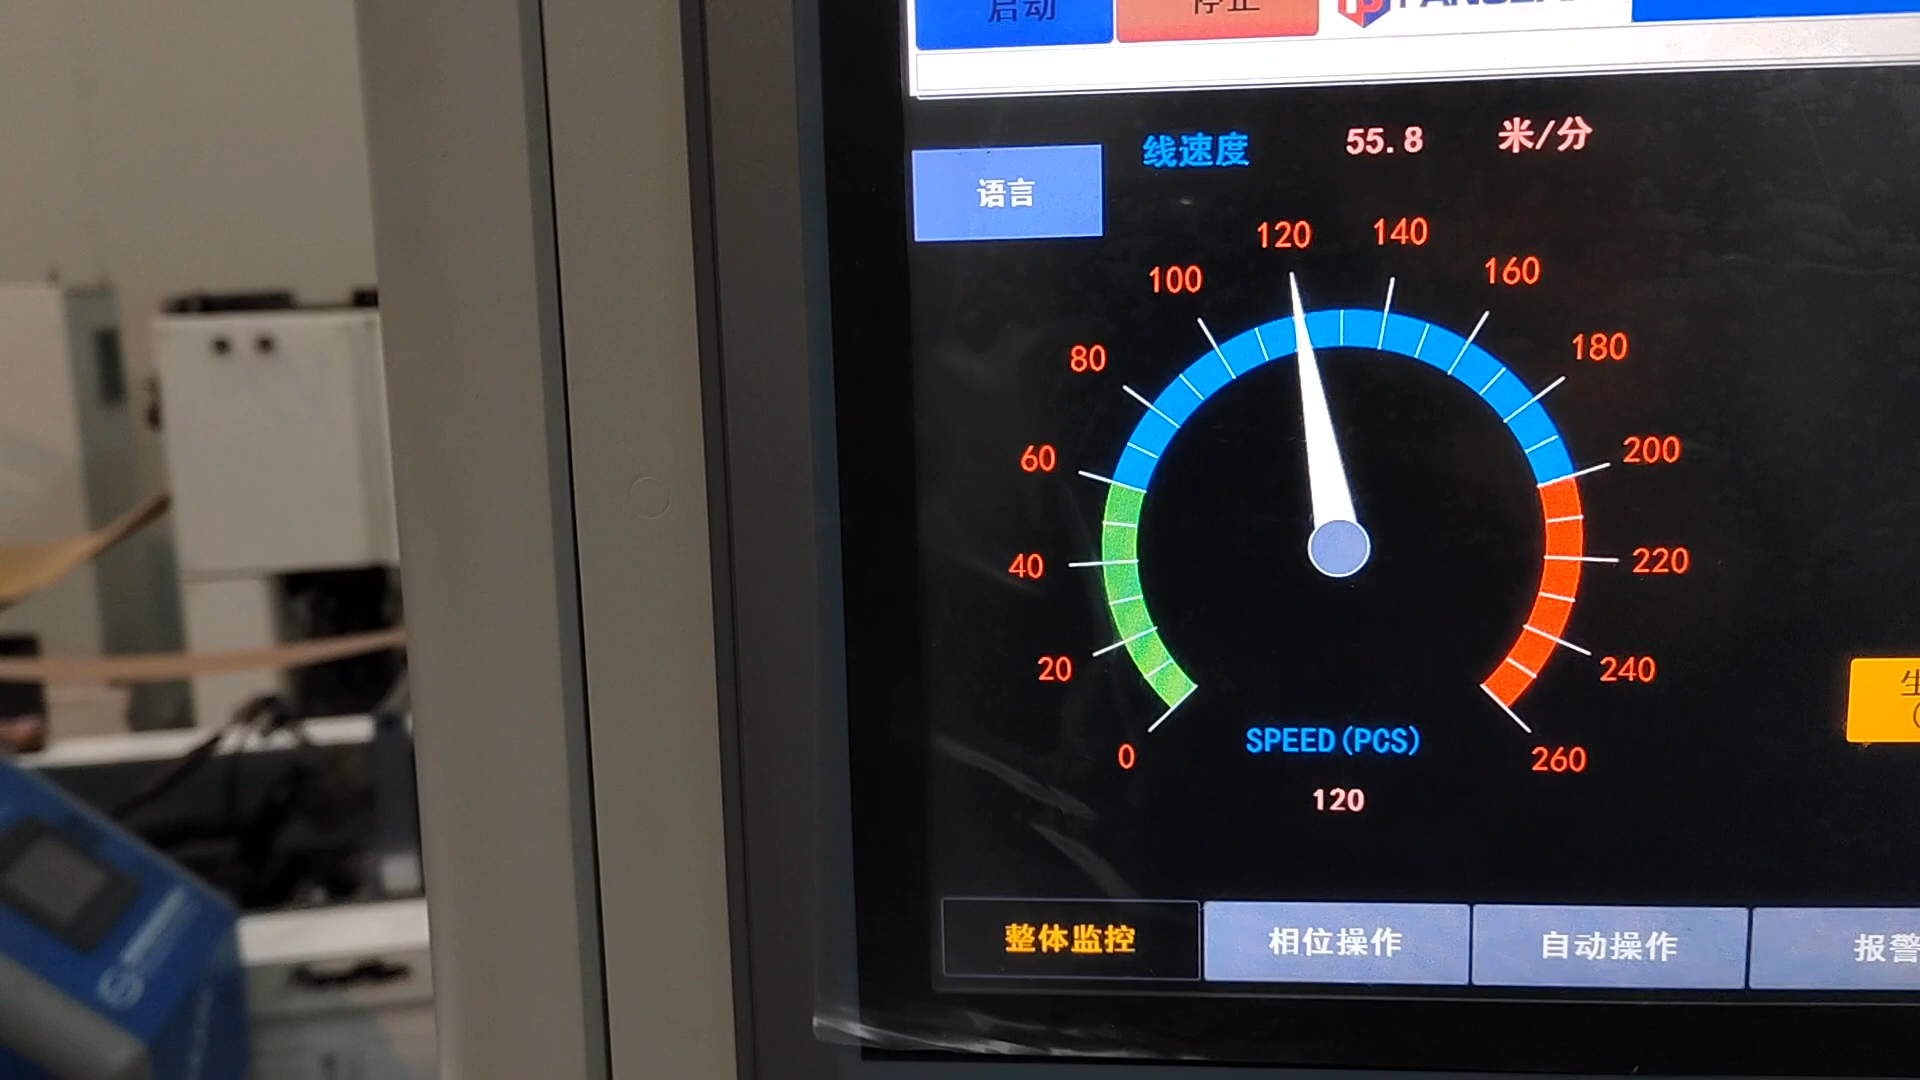 启动 停止
线速度 55.8 米/分
语言
120 140
100 160
80 180
60 200
40 220
20 240
0 260
SPEED(PCS)
120
整体监控 相位操作 自动操作 报警